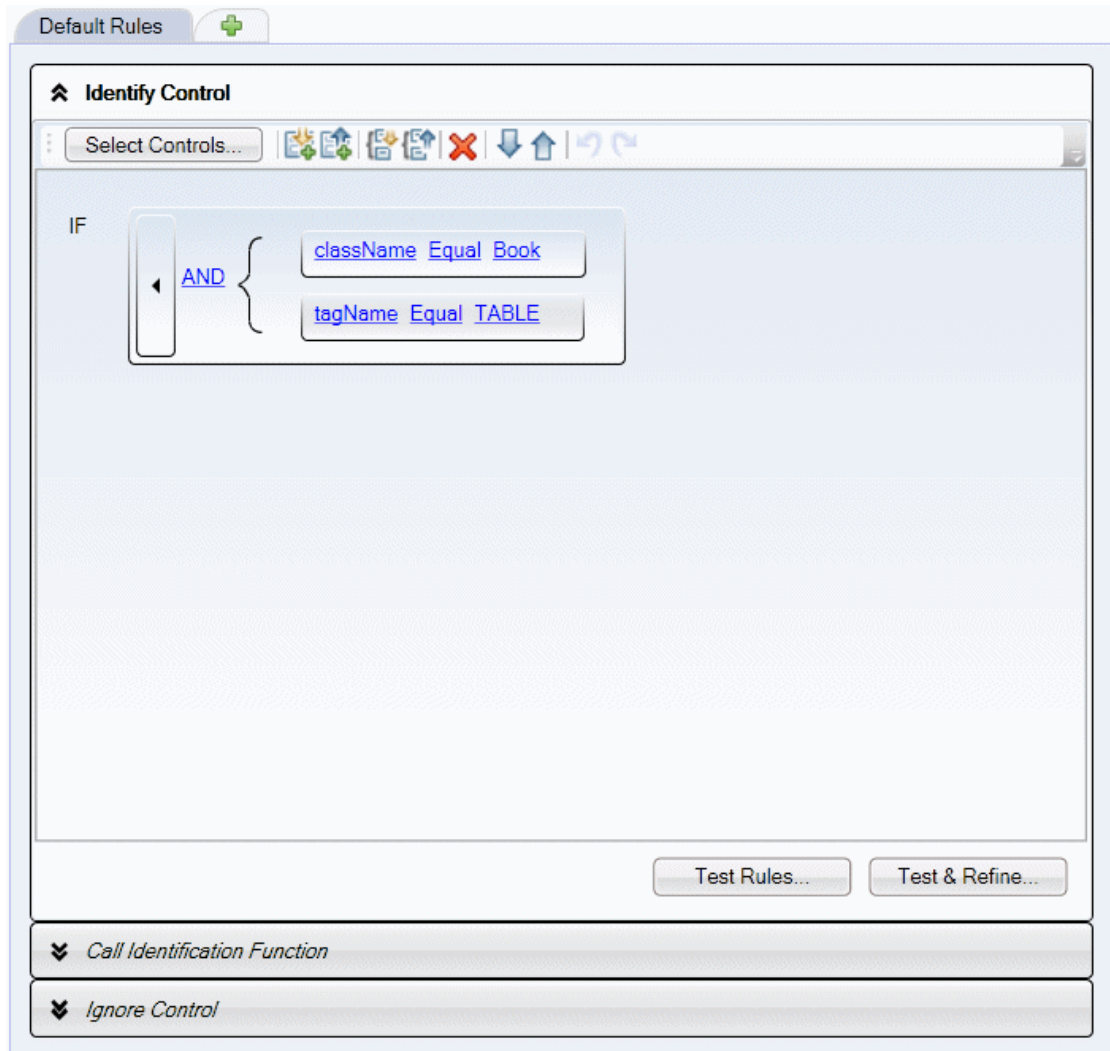 Default Rules
Identify Control
Select Controls...
IF
className Equal Book
AND
tagName Equal TABLE
Test Rules... Test & Refine...
Call Identification Function
Ignore Control